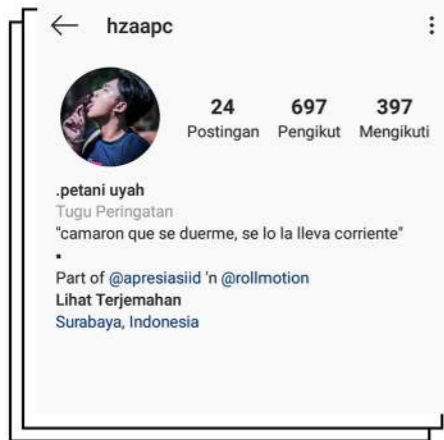 hzaapc
24 697 397
Postingan Pengikut Mengikuti
.petani uyah
Tugu Peringatan
"camaron que se duerme, se lo la lleva corriente"
Part of @apresiasiid 'n @rollmotion
Lihat Terjemahan
Surabaya, Indonesia